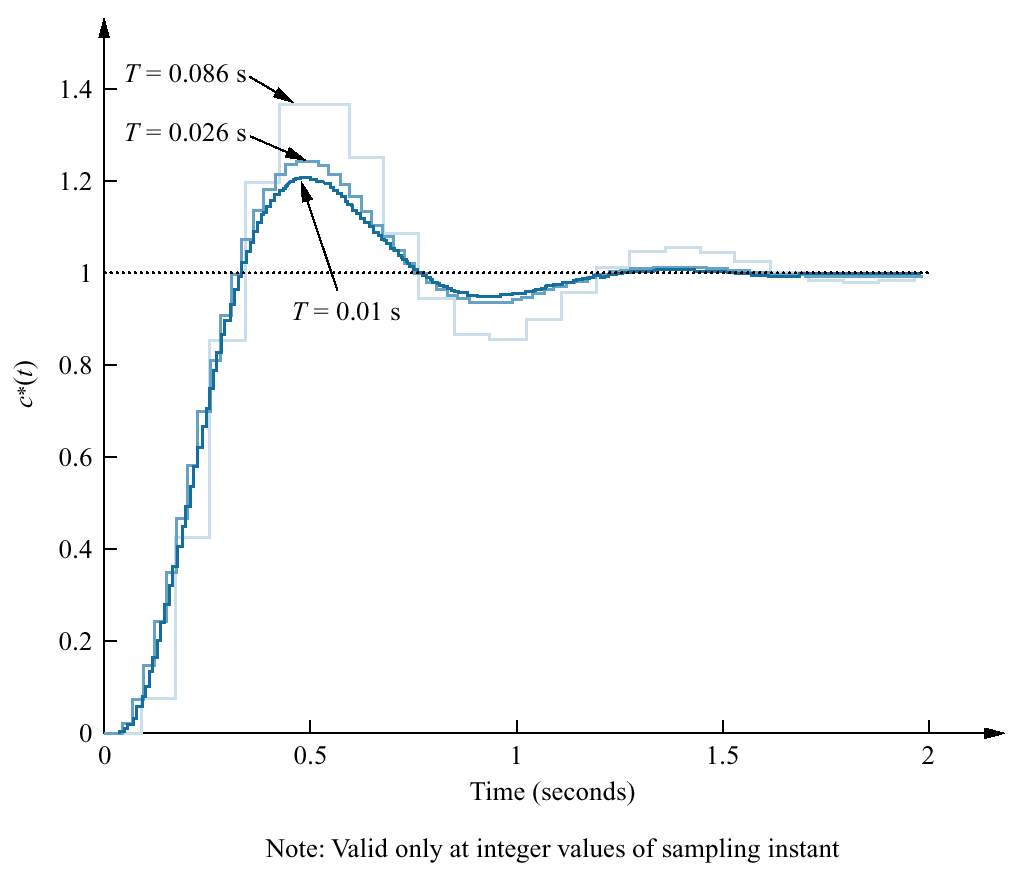 T = 0.086 s
1.4
T = 0.026 s
1.2
1
T = 0.01 s
0.8
c*(t)
0.6
0.4
0.2
0
0 0.5 1 1.5 2
Time (seconds)
Note: Valid only at integer values of sampling instant